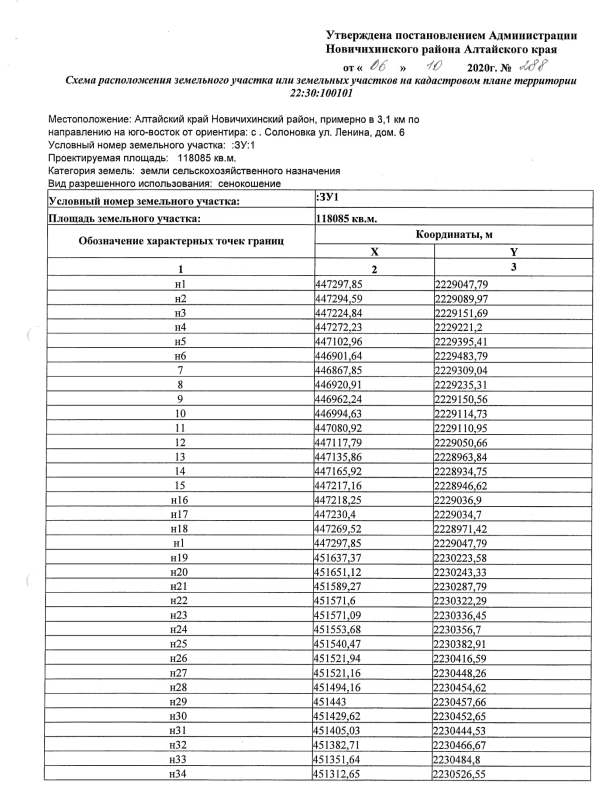 Утверждена постановлением Администрации
Новичихинского района Алтайского края
от « 06 » 10 2020г. № 288
Схема расположения земельного участка или земельных участков на кадастровом плане территории
22:30:100101
Местоположение: Алтайский край Новичихинский район, примерно в 3,1 км по
направлению на юго-восток от ориентира: с . Солоновка ул. Ленина, дом. 6
Условный номер земельного участка: :ЗУ:1
Проектируемая площадь: 118085 кв.м.
Категория земель: земли сельскохозяйственного назначения
Вид разрешенного использования: сенокошение
Условный номер земельного участка: :ЗУ1
Площадь земельного участка: 118085 кв.м.
Обозначение характерных точек границ Координаты, м
X Y
1 2 3
н1 447297,85 2229047,79
н2 447294,59 2229089,97
н3 447224,84 2229151,69
н4 447272,23 2229221,2
н5 447102,96 2229395,41
н6 446901,64 2229483,79
7 446867,85 2229309,04
8 446920,91 2229235,31
9 446962,24 2229150,56
10 446994,63 2229114,73
11 447080,92 2229110,95
12 447117,79 2229050,66
13 447135,86 2228963,84
14 447165,92 2228934,75
15 447217,16 2228946,62
н16 447218,25 2229036,9
н17 447230,4 2229034,7
н18 447269,52 2228971,42
н1 447297,85 2229047,79
н19 451637,37 2230223,58
н20 451651,12 2230243,33
н21 451589,27 2230287,79
н22 451571,6 2230322,29
н23 451571,09 2230336,45
н24 451553,68 2230356,7
н25 451540,47 2230382,91
н26 451521,94 2230416,59
н27 451521,16 2230448,26
н28 451494,16 2230454,62
н29 451443 2230457,66
н30 451429,62 2230452,65
н31 451405,03 2230444,53
н32 451382,71 2230466,67
н33 451351,64 2230484,8
н34 451312,65 2230526,55